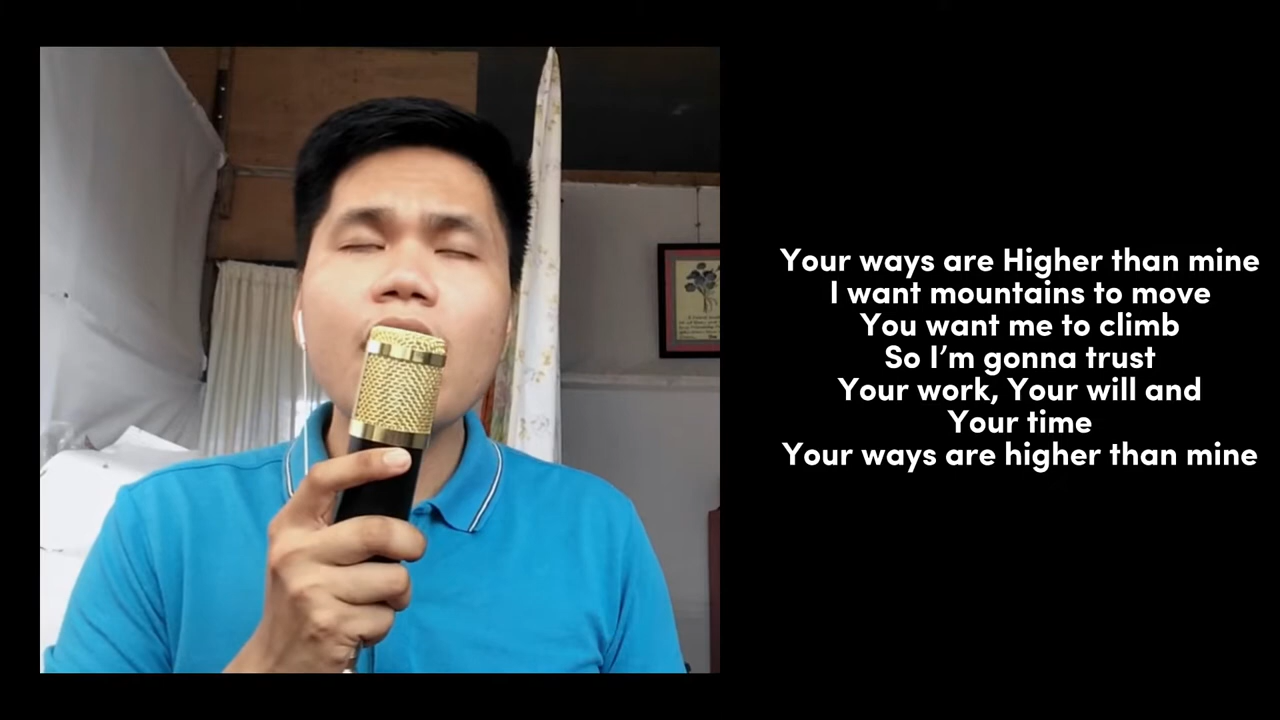 Your ways are Higher than mine
I want mountains to move
You want me to climb
So I'm gonna trust
Your work, Your will and
Your time
Your ways are higher than mine